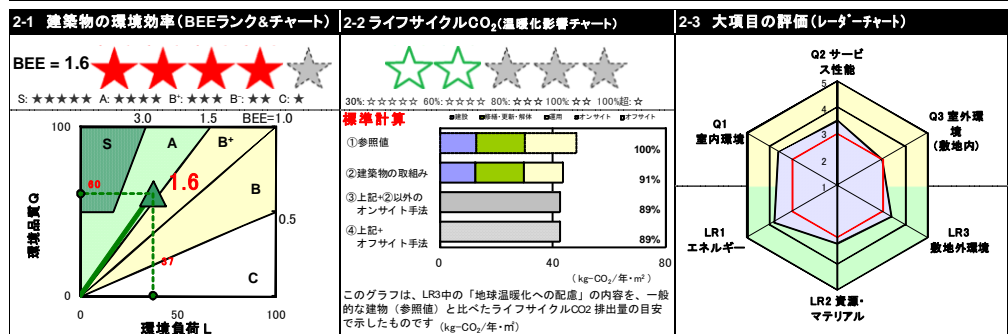 2-1 建築物の環境効率(BEEランク&チャート)
BEE = 1.6
S: ★★★★★ A: ★★★★ B⁺: ★★★ B⁻: ★★ C: ★
3.0 1.5 BEE=1.0
100
S
A
B⁺
B
C
1.6
60
37
0.5
環境品質 Q
0
0
50
100
環境負荷 L
2-2 ライフサイクルCO₂(温暖化影響チャート)
30%: ☆☆☆☆☆ 60%: ☆☆☆☆ 80%: ☆☆☆ 100%: ☆☆ 100%超: ☆
標準計算
建設 修繕・更新・解体 運用 オンサイト オフサイト
①参照値 100%
②建築物の取組み 91%
③上記+②以外の
オンサイト手法 89%
④上記+
オフサイト手法 89%
0 40 80
(kg-CO₂/年・m²)
このグラフは、LR3中の「地球温暖化への配慮」の内容を、一般
的な建物(参照値)と比べたライフサイクルCO2 排出量の目安
で示したものです (kg-CO₂/年・㎡)
2-3 大項目の評価(レーダーチャート)
Q2 サービ
ス性能
Q3 室外環
境
(敷地内)
LR3
敷地外環境
LR2 資源・
マテリアル
LR1
エネルギー
Q1
室内環境
5
4
3
2
1